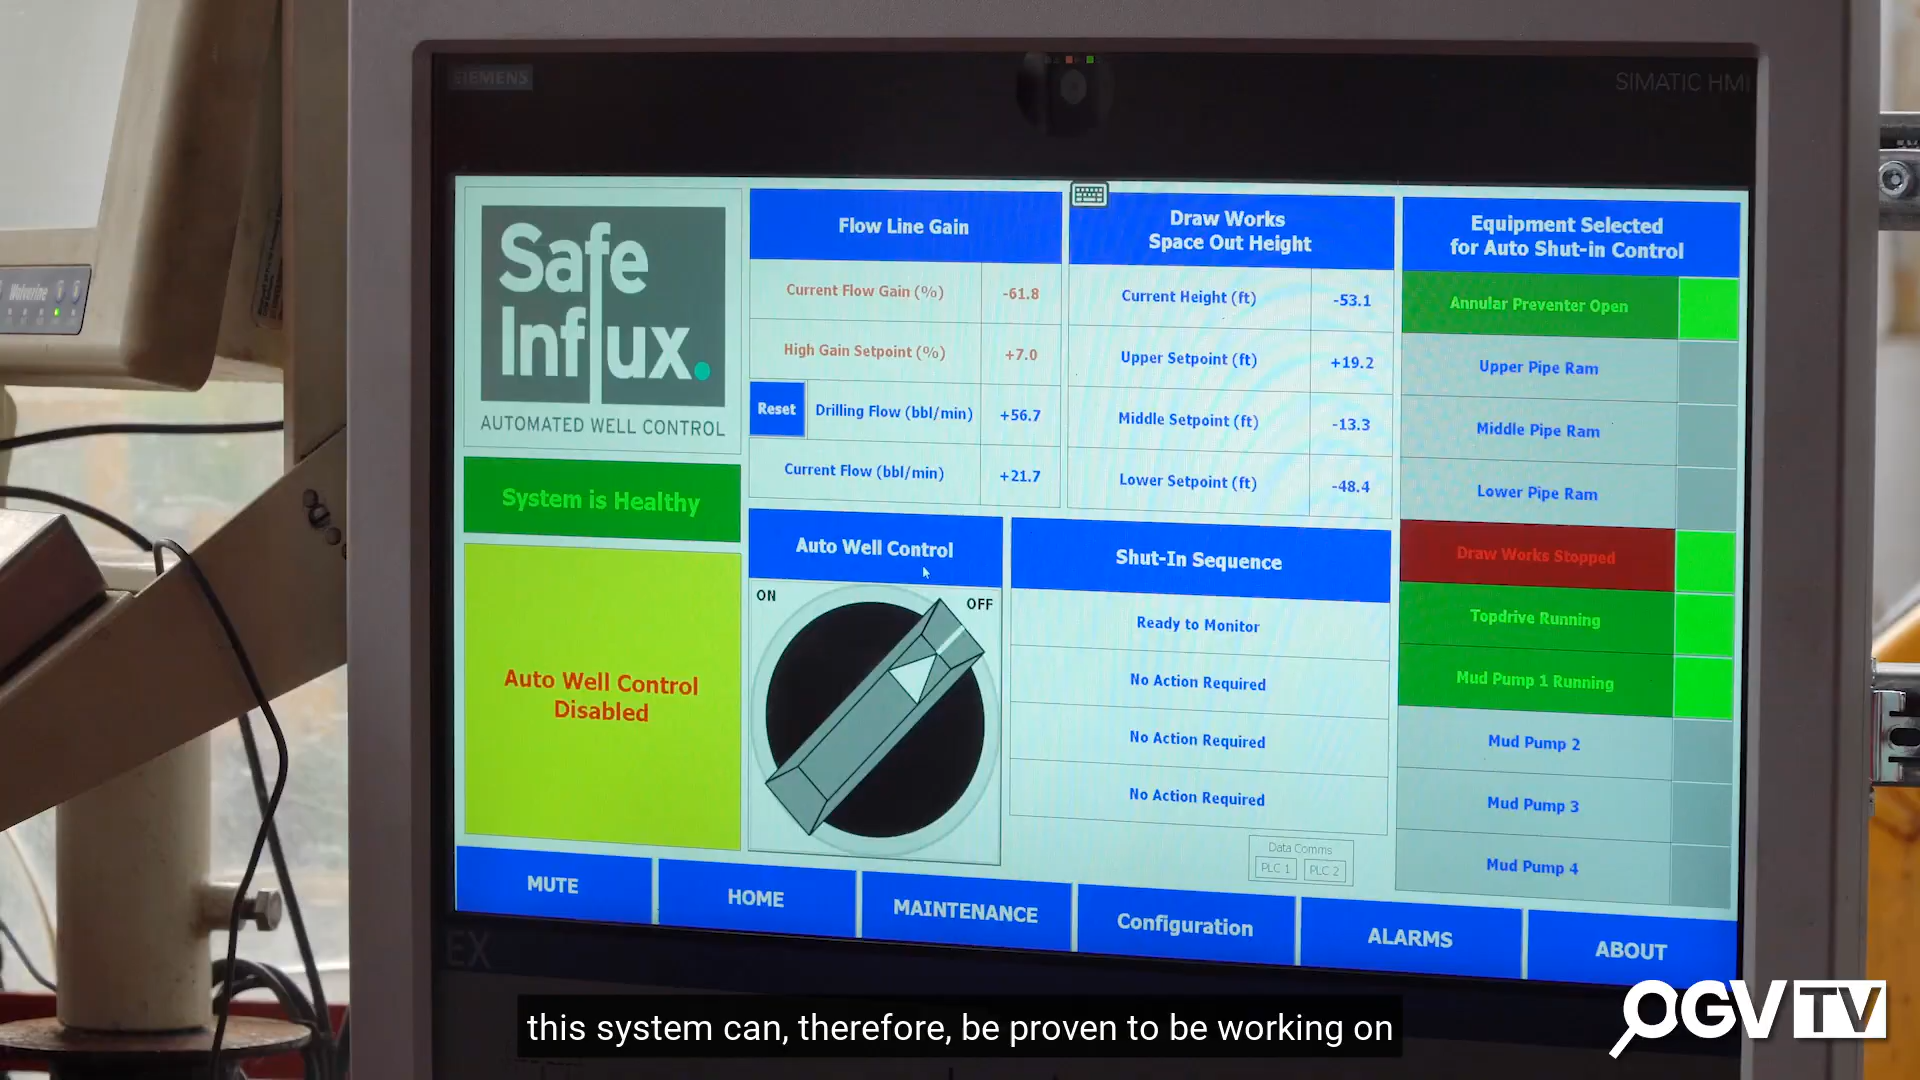 SIEMENS
SIMATIC HMI
Wolverine
Safe
Influx.
AUTOMATED WELL CONTROL
System is Healthy
Auto Well Control
Disabled
Flow Line Gain
Current Flow Gain (%) -61.8
High Gain Setpoint (%) +7.0
Reset Drilling Flow (bbl/min) +56.7
Current Flow (bbl/min) +21.7
Draw Works
Space Out Height
Current Height (ft) -53.1
Upper Setpoint (ft) +19.2
Middle Setpoint (ft) -13.3
Lower Setpoint (ft) -48.4
Equipment Selected
for Auto Shut-in Control
Annular Preventer Open
Upper Pipe Ram
Middle Pipe Ram
Lower Pipe Ram
Draw Works Stopped
Topdrive Running
Mud Pump 1 Running
Mud Pump 2
Mud Pump 3
Mud Pump 4
Auto Well Control
ON OFF
Shut-In Sequence
Ready to Monitor
No Action Required
No Action Required
No Action Required
Data Comms
PLC 1 PLC 2
MUTE HOME MAINTENANCE Configuration ALARMS ABOUT
EX
this system can, therefore, be proven to be working on
OGV TV